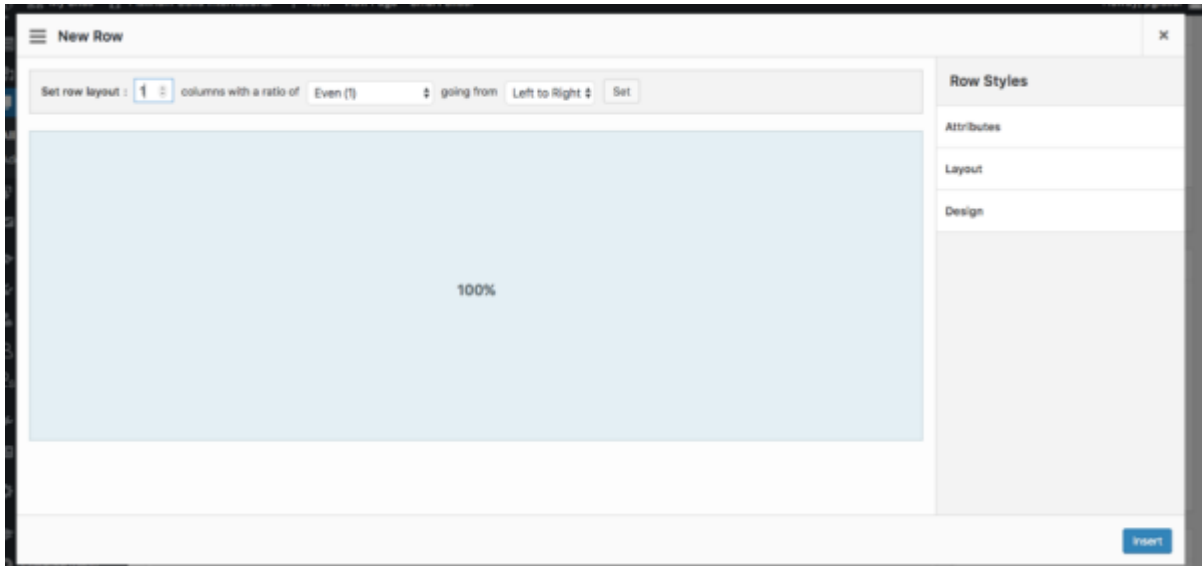 New Row
×
Set row layout : 1 columns with a ratio of Even (1) going from Left to Right Set
Row Styles
Attributes
Layout
Design
100%
Insert